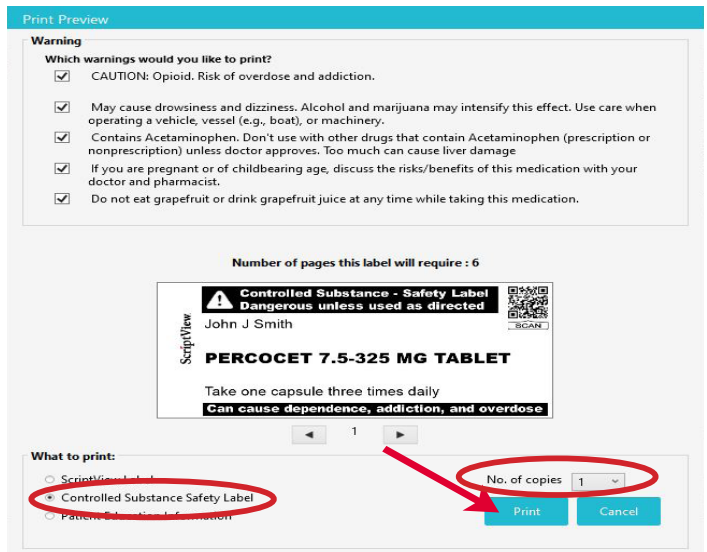 Print Preview
Warning
Which warnings would you like to print?
CAUTION: Opioid. Risk of overdose and addiction.
May cause drowsiness and dizziness. Alcohol and marijuana may intensify this effect. Use care when
operating a vehicle, vessel (e.g., boat), or machinery.
Contains Acetaminophen. Don't use with other drugs that contain Acetaminophen (prescription or
nonprescription) unless doctor approves. Too much can cause liver damage
If you are pregnant or of childbearing age, discuss the risks/benefits of this medication with your
doctor and pharmacist.
Do not eat grapefruit or drink grapefruit juice at any time while taking this medication.
Number of pages this label will require : 6
ScriptView
Controlled Substance - Safety Label
Dangerous unless used as directed
SCAN
John J Smith
PERCOCET 7.5-325 MG TABLET
Take one capsule three times daily
Can cause dependence, addiction, and overdose
1
What to print:
ScriptView Label
No. of copies 1
Controlled Substance Safety Label
Patient Education Information
Print Cancel